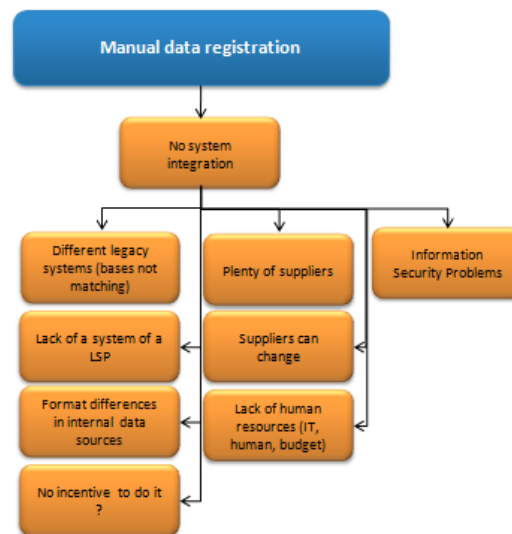 Manual data registration
No system
integration
Different legacy
systems (bases not
matching)
Plenty of suppliers
Information
Security Problems
Lack of a system of a
LSP
Suppliers can
change
Format differences
in internal data
sources
Lack of human
resources (IT,
human, budget)
No incentive to do it
?